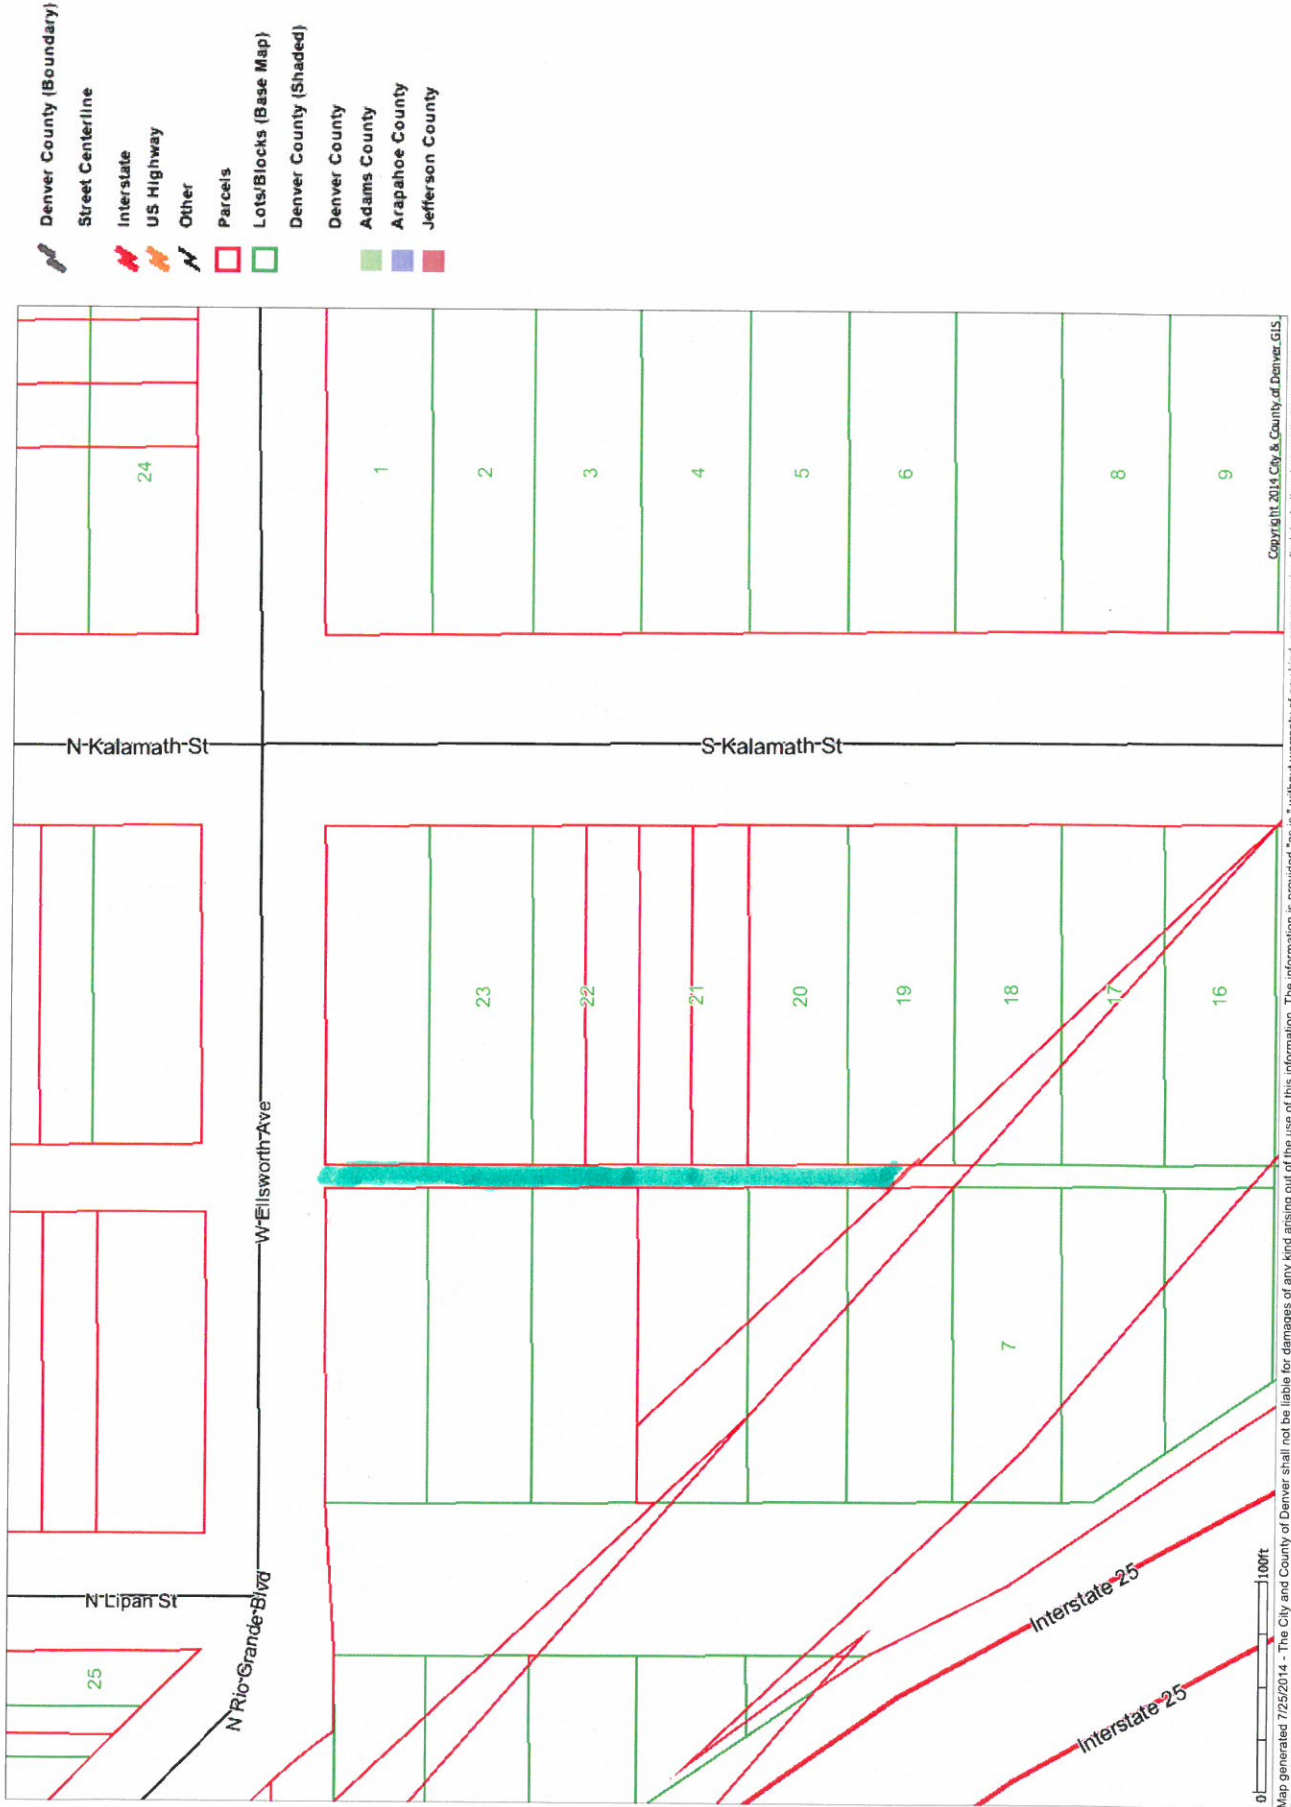 Denver County (Boundary)
Street Centerline
Interstate
US Highway
Other
Parcels
Lots/Blocks (Base Map)
Denver County (Shaded)
Denver County
Adams County
Arapahoe County
Jefferson County
24
1
2
3
4
5
6
8
9
N Kalamath St
S Kalamath St
23
22
21
20
19
18
17
16
W Ellsworth Ave
7
N Lipan St
N Rio Grande Blvd
25
Interstate 25
Interstate 25
0
100ft
Copyright 2014 City & County of Denver GIS
Map generated 7/25/2014 - The City and County of Denver shall not be liable for damages of any kind arising out of the use of this information. The information is provided "as is," without warranty of any kind